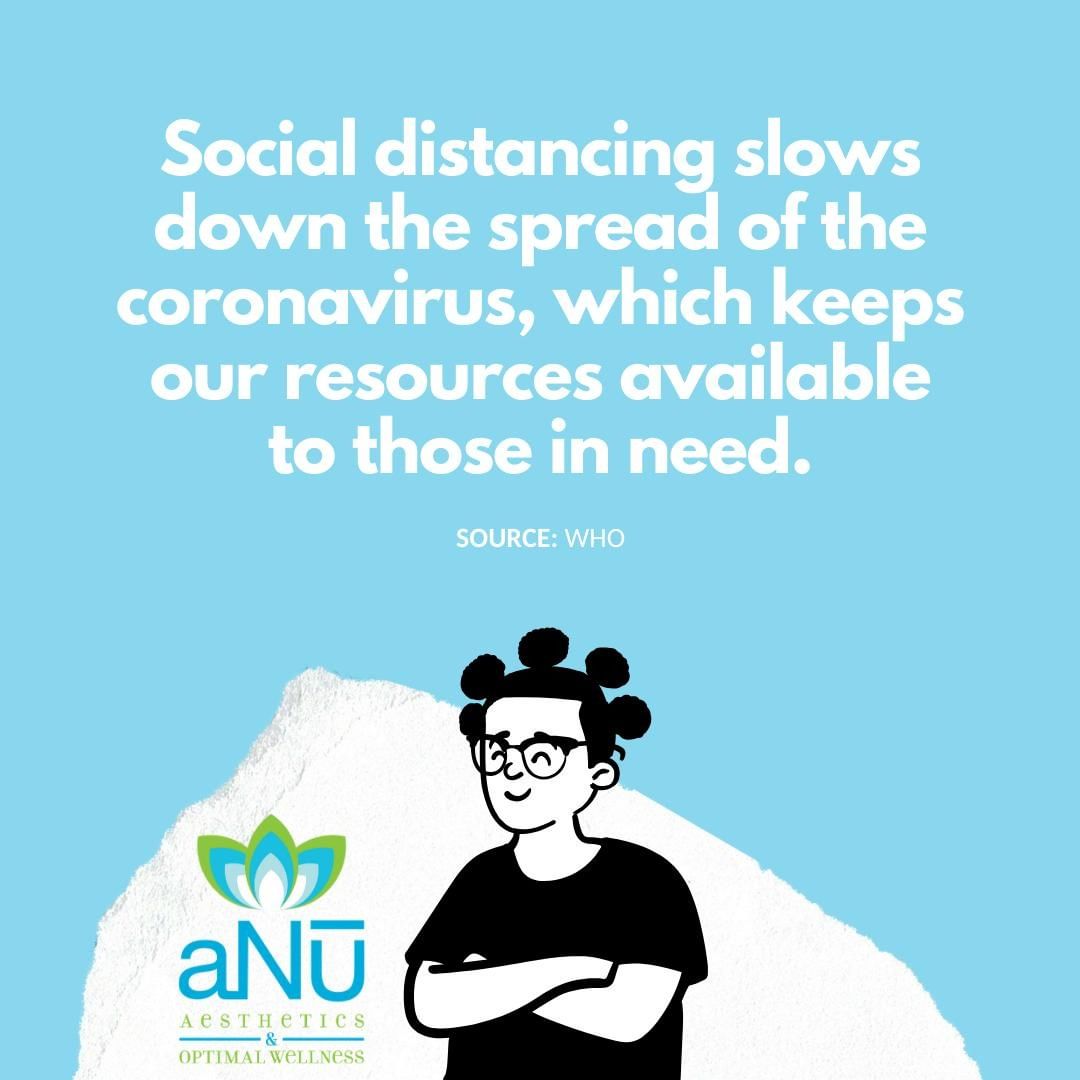 Social distancing slows
down the spread of the
coronavirus, which keeps
our resources available
to those in need.
SOURCE: WHO
aNū
AESTHETICS
&
OPTIMAL WELLNESS